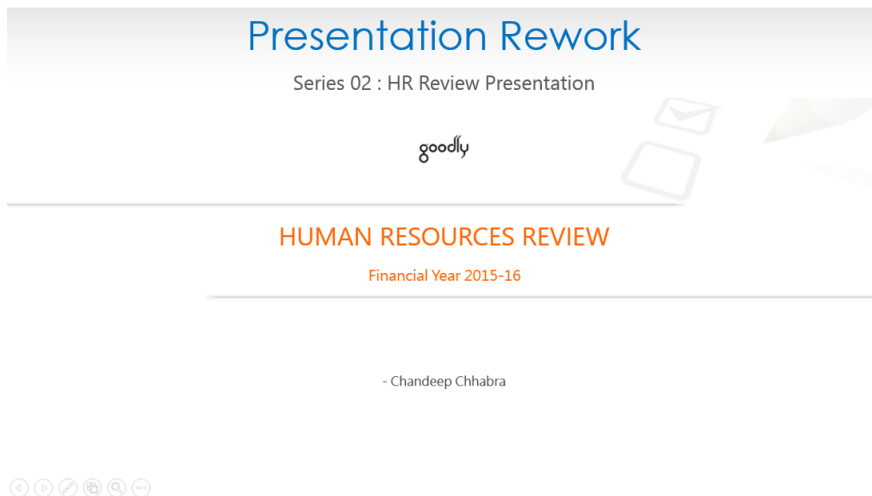 Presentation Rework
Series 02 : HR Review Presentation
goodly
HUMAN RESOURCES REVIEW
Financial Year 2015-16
- Chandeep Chhabra